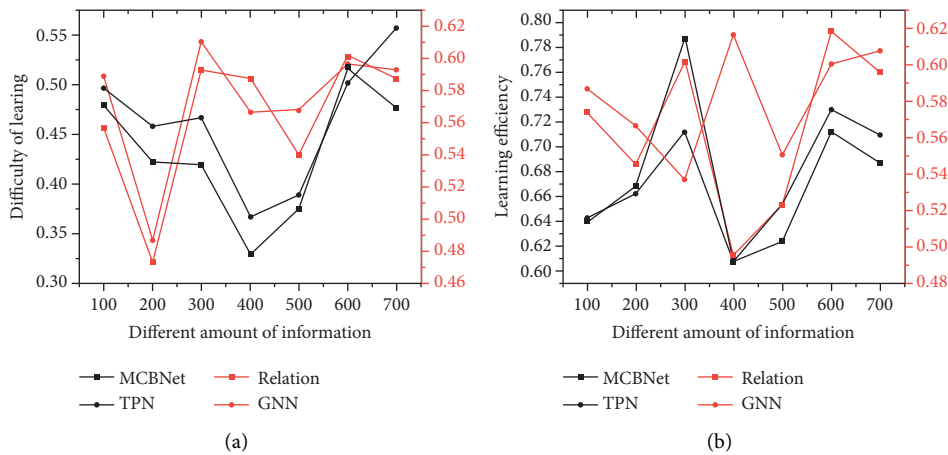 0.55
0.50
0.45
0.40
0.35
0.30
Difficulty of learing
0.62
0.60
0.58
0.56
0.54
0.52
0.50
0.48
0.46
100 200 300 400 500 600 700
Different amount of information
MCBNet Relation
TPN GNN
(a)
0.80
0.78
0.76
0.74
0.72
0.70
0.68
0.66
0.64
0.62
0.60
Learning efficiency
0.62
0.60
0.58
0.56
0.54
0.52
0.50
0.48
100 200 300 400 500 600 700
Different amount of information
MCBNet Relation
TPN GNN
(b)